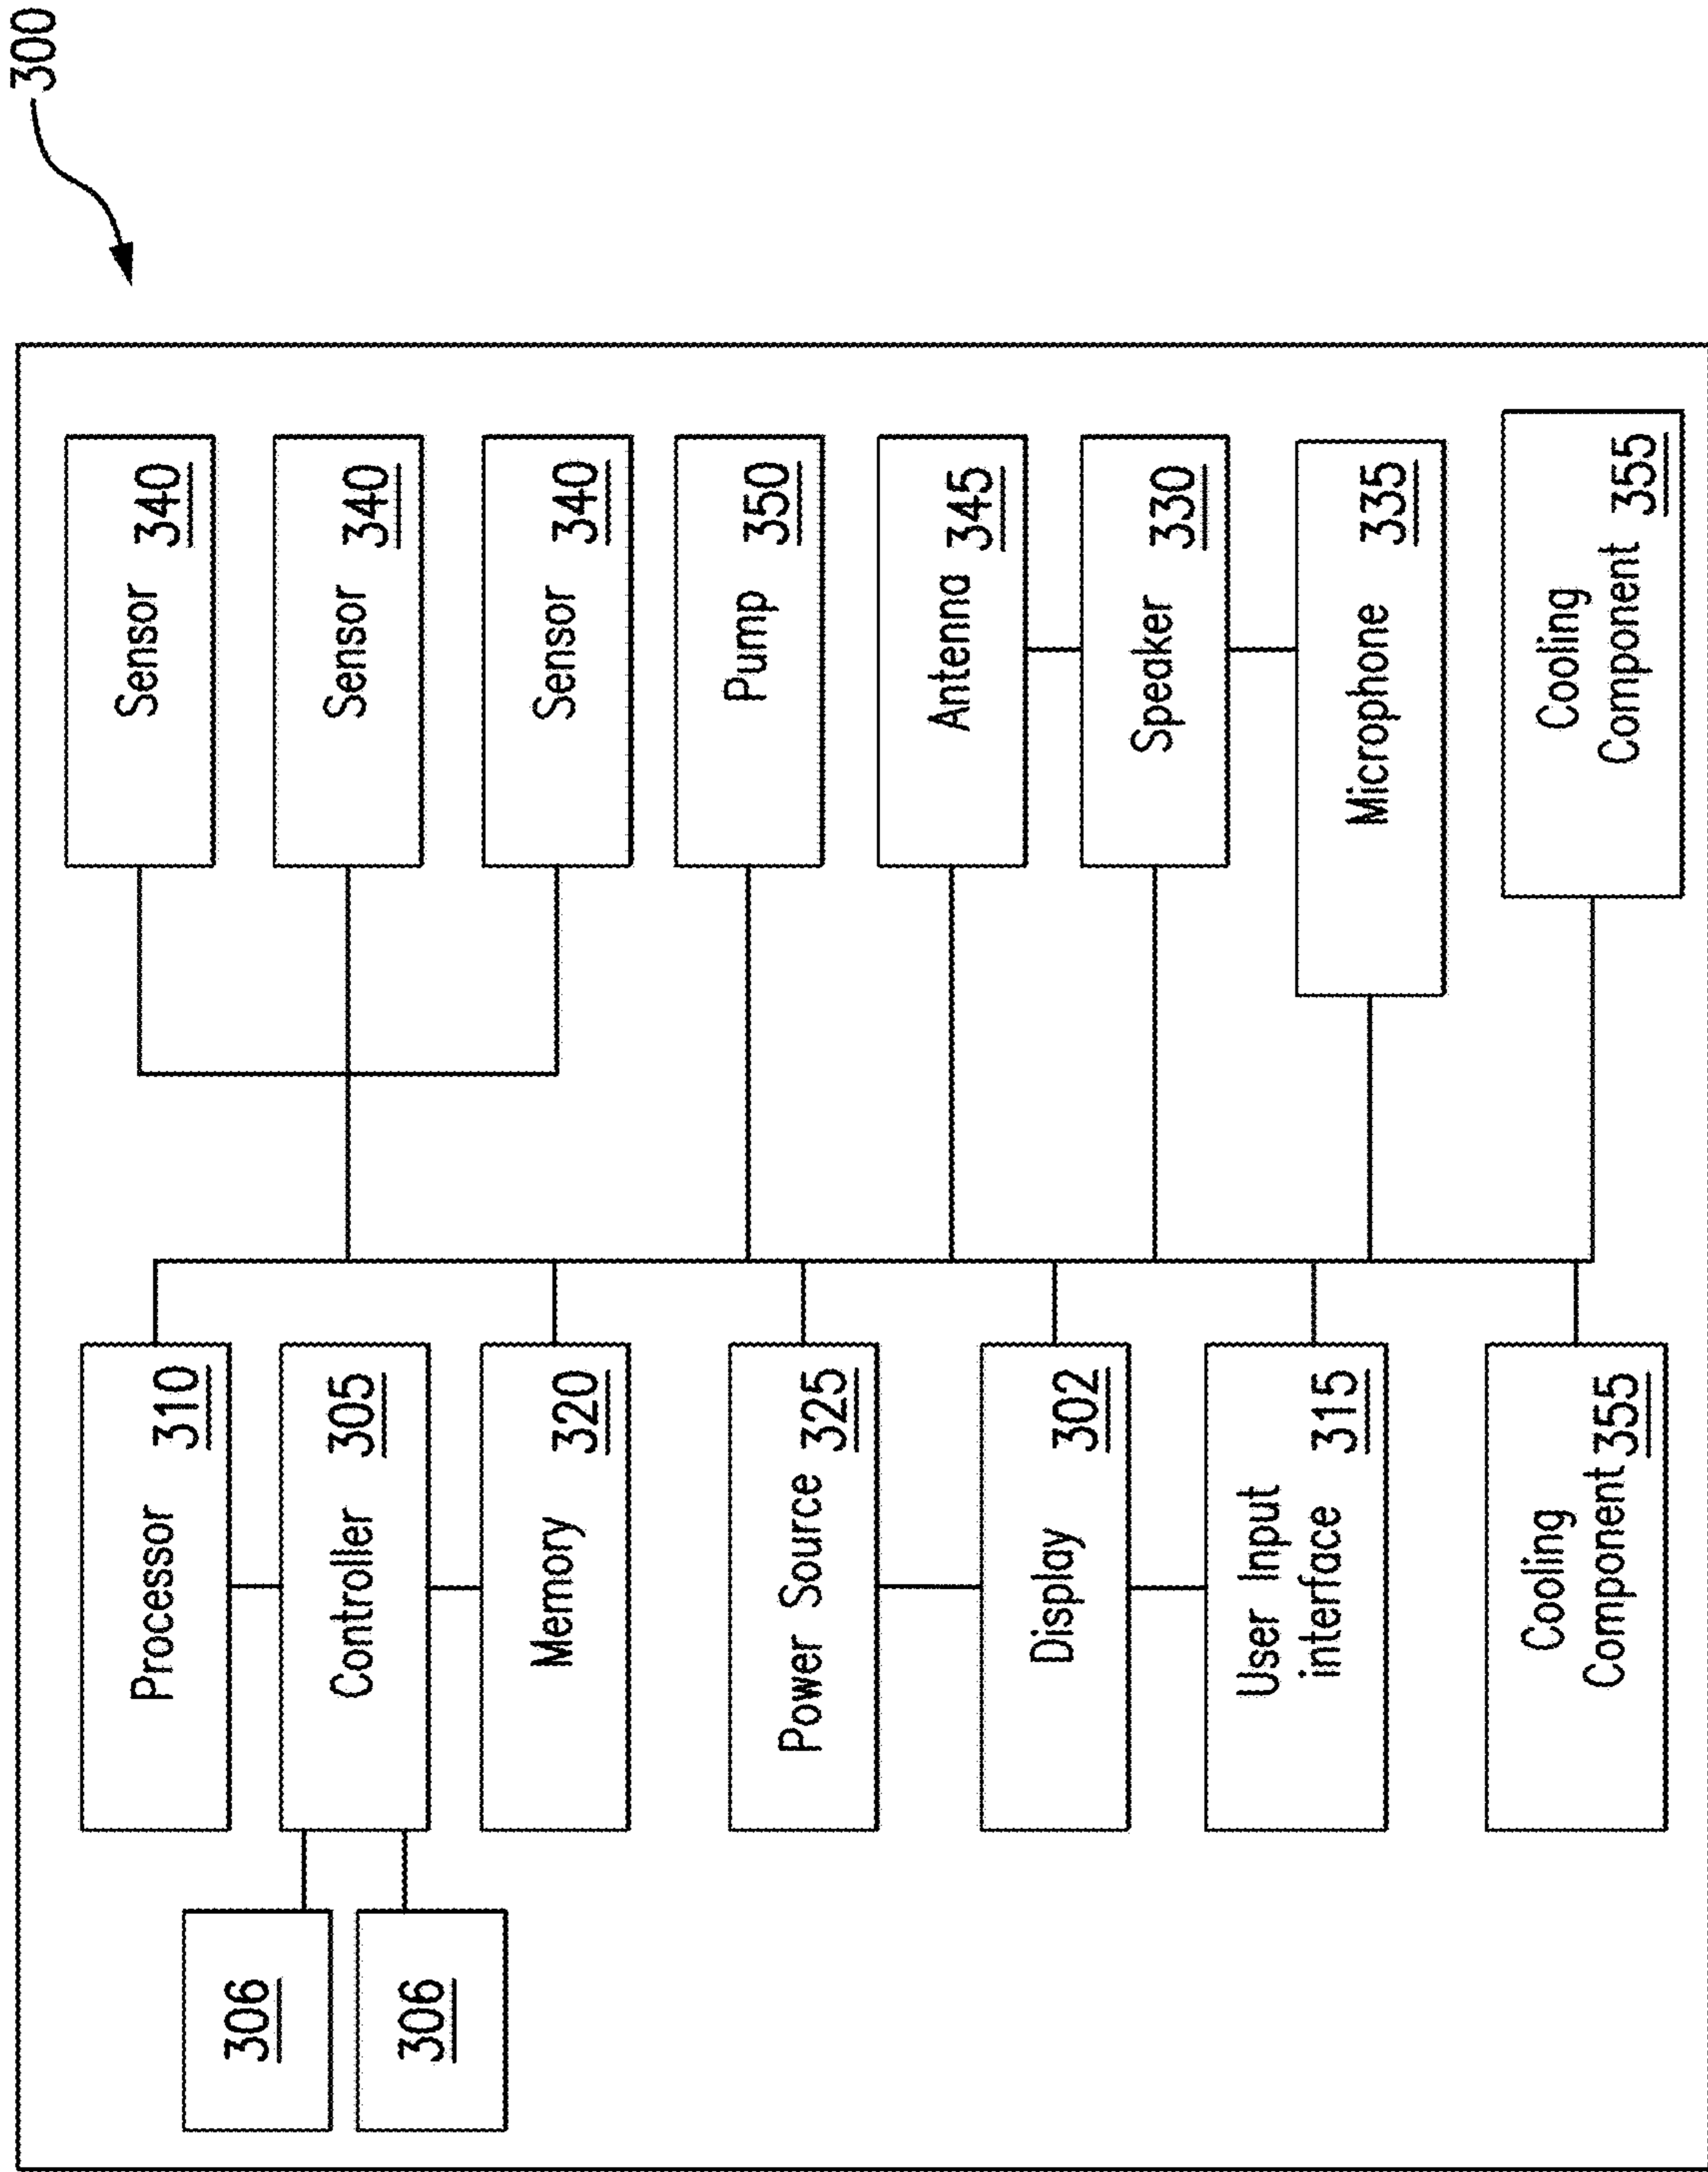 300
Processor 310
Sensor 340
306
Controller 305
Sensor 340
306
Memory 320
Sensor 340
Pump 350
Power Source 325
Antenna 345
Display 302
Speaker 330
User Input
interface 315
Microphone 335
Cooling
Component 355
Cooling
Component 355